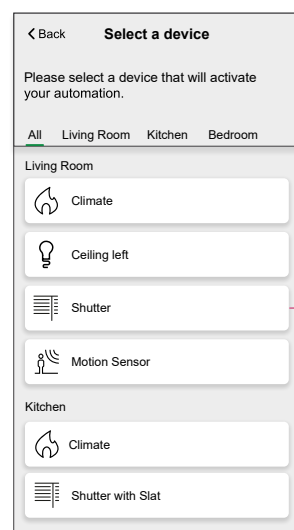 Back Select a device
Please select a device that will activate
your automation.
All Living Room Kitchen Bedroom
Living Room
Climate
Ceiling left
Shutter
Motion Sensor
Kitchen
Climate
Shutter with Slat